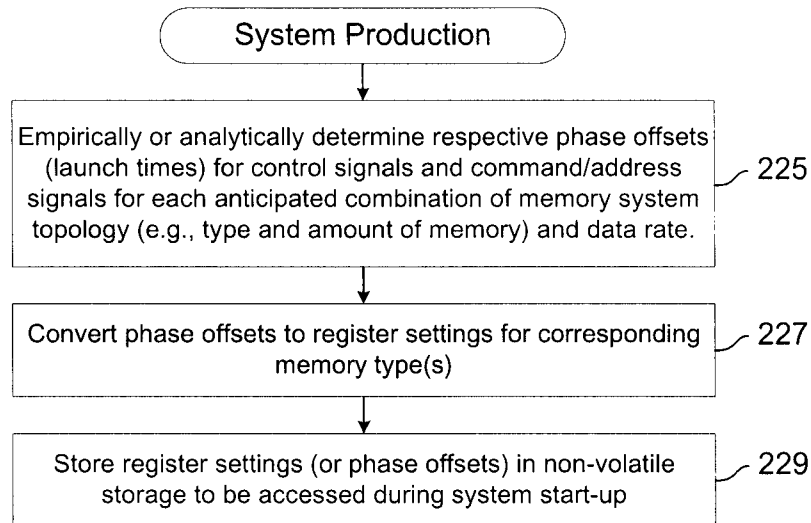 System Production
Empirically or analytically determine respective phase offsets
(launch times) for control signals and command/address
signals for each anticipated combination of memory system
topology (e.g., type and amount of memory) and data rate.
225
Convert phase offsets to register settings for corresponding
memory type(s)
227
Store register settings (or phase offsets) in non-volatile
storage to be accessed during system start-up
229